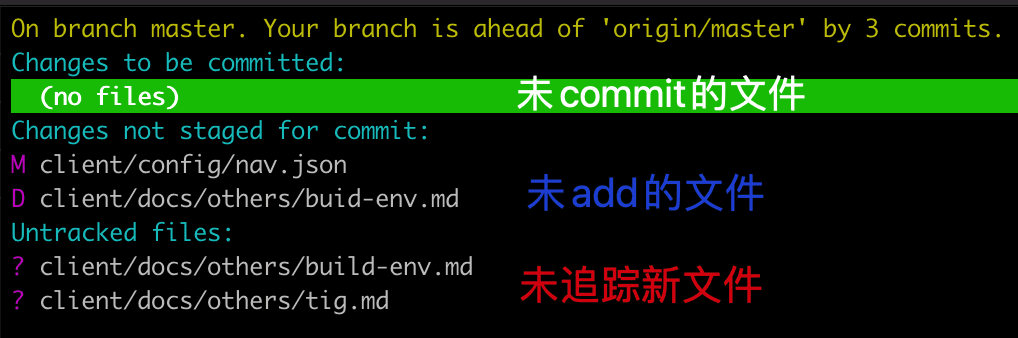 On branch master. Your branch is ahead of 'origin/master' by 3 commits.
Changes to be committed:
(no files) 未commit的文件
Changes not staged for commit:
M client/config/nav.json
D client/docs/others/buid-env.md 未add的文件
Untracked files:
? client/docs/others/build-env.md 未追踪新文件
? client/docs/others/tig.md